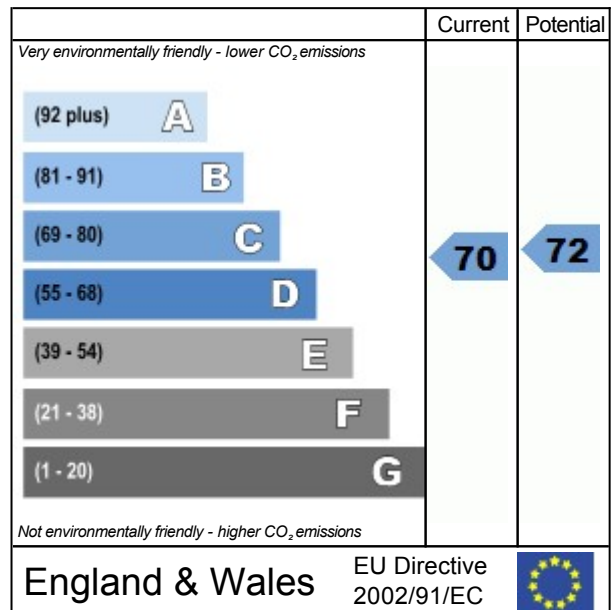 Current Potential
Very environmentally friendly - lower CO₂ emissions
(92 plus) A
(81 - 91) B
(69 - 80) C
70 72
(55 - 68) D
(39 - 54) E
(21 - 38) F
(1 - 20) G
Not environmentally friendly - higher CO₂ emissions
England & Wales
EU Directive
2002/91/EC